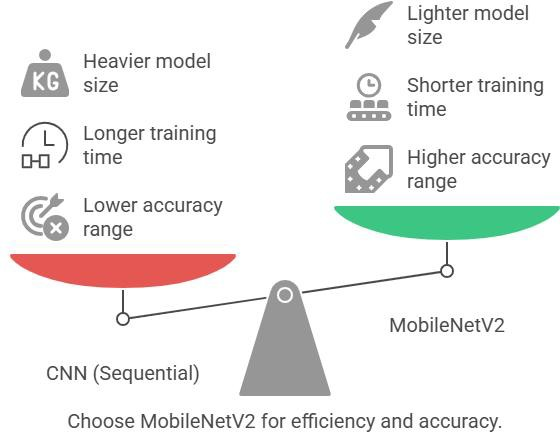 Heavier model
size
KG
Longer training
time
Lower accuracy
range
Lighter model
size
Shorter training
time
Higher accuracy
range
CNN (Sequential)
MobileNetV2
Choose MobileNetV2 for efficiency and accuracy.